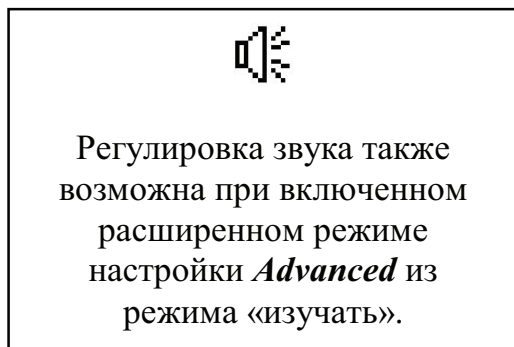 Регулировка звука также
возможна при включенном
расширенном режиме
настройки Advanced из
режима «изучать».